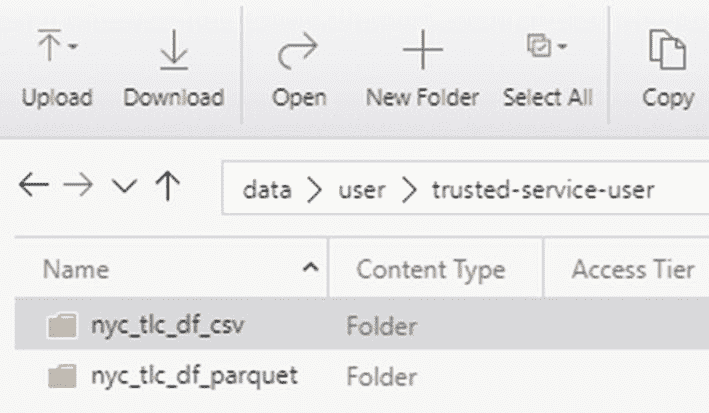 Upload Download Open New Folder Select All Copy
data > user > trusted-service-user
Name Content Type Access Tier
nyc_tlc_df_csv Folder
nyc_tlc_df_parquet Folder